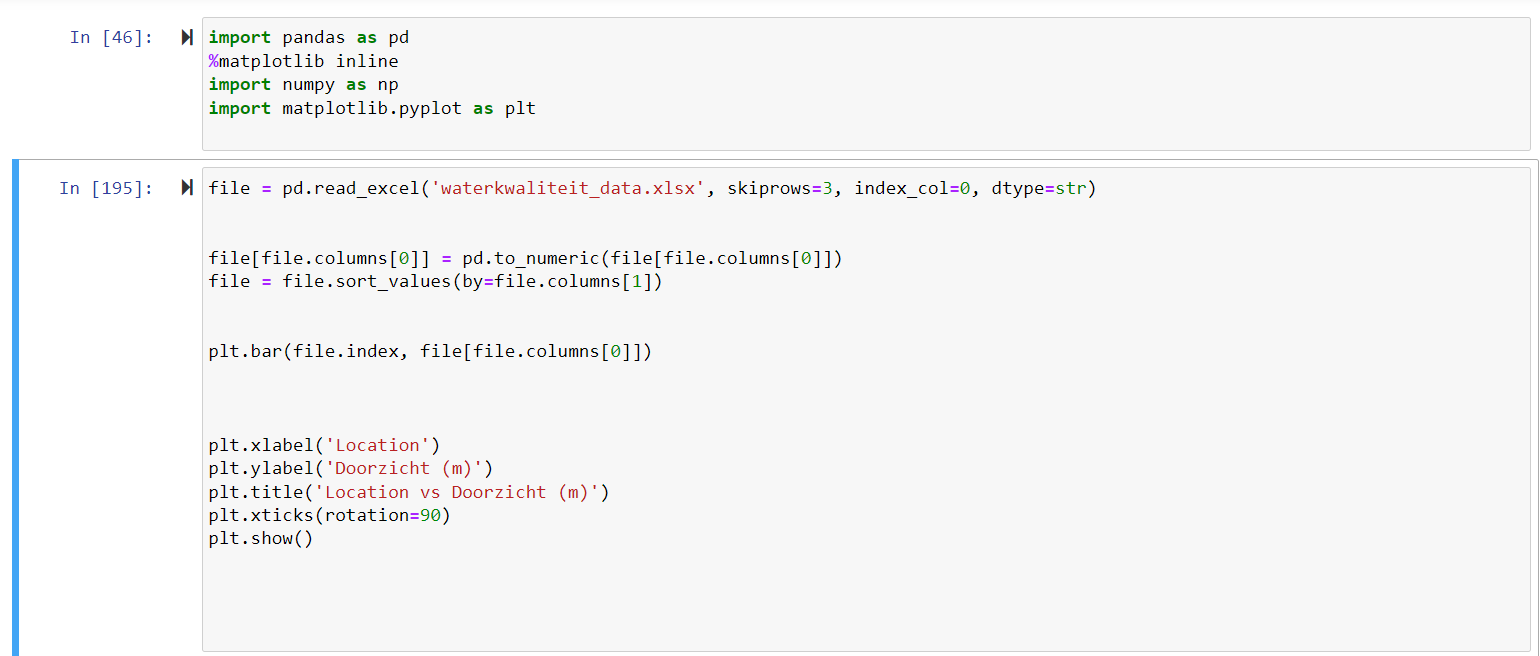 In [46]:
import pandas as pd
%matplotlib inline
import numpy as np
import matplotlib.pyplot as plt
In [195]:
file = pd.read_excel('waterkwaliteit_data.xlsx', skiprows=3, index_col=0, dtype=str)
file[file.columns[0]] = pd.to_numeric(file[file.columns[0]])
file = file.sort_values(by=file.columns[1])
plt.bar(file.index, file[file.columns[0]])
plt.xlabel('Location')
plt.ylabel('Doorzicht (m)')
plt.title('Location vs Doorzicht (m)')
plt.xticks(rotation=90)
plt.show()